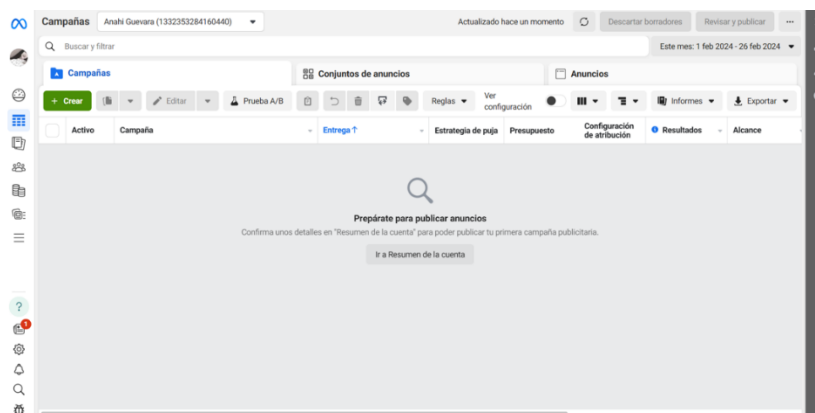 Campañas
Anahi Guevara (1332353284160440)
Actualizado hace un momento
Descartar borradores
Revisar y publicar
Buscar y filtrar
Este mes: 1 feb 2024 - 26 feb 2024
Campañas
Conjuntos de anuncios
Anuncios
+ Crear
Editar
Prueba A/B
Reglas
Ver
configuración
Informes
Exportar
Activo
Campaña
Entrega ↑
Estrategia de puja
Presupuesto
Configuración
de atribución
Resultados
Alcance
Prepárate para publicar anuncios
Confirma unos detalles en "Resumen de la cuenta" para poder publicar tu primera campaña publicitaria.
Ir a Resumen de la cuenta
?
1